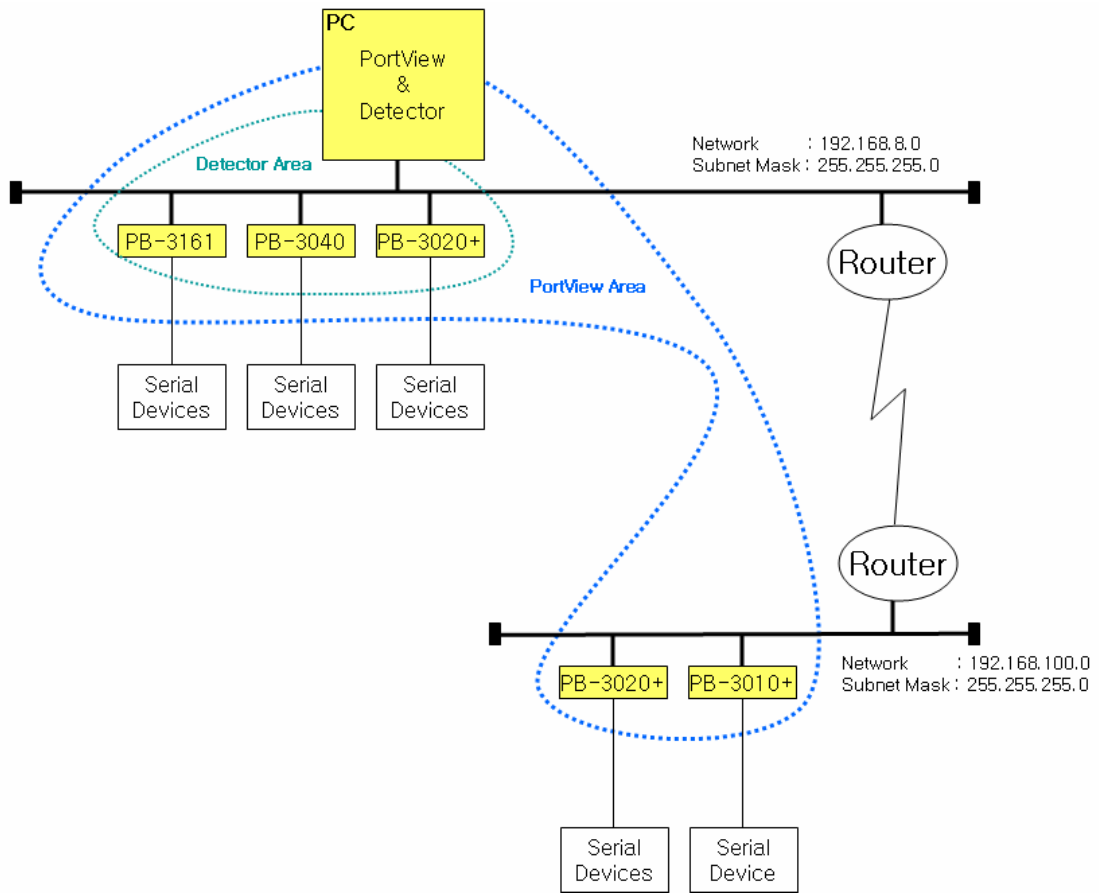 PC
PortView
&
Detector
Network : 192.168.8.0
Subnet Mask : 255.255.255.0
Detector Area
PB-3161
PB-3040
PB-3020+
Router
PortView Area
Serial
Devices
Serial
Devices
Serial
Devices
Router
Network : 192.168.100.0
Subnet Mask : 255.255.255.0
PB-3020+
PB-3010+
Serial
Devices
Serial
Device